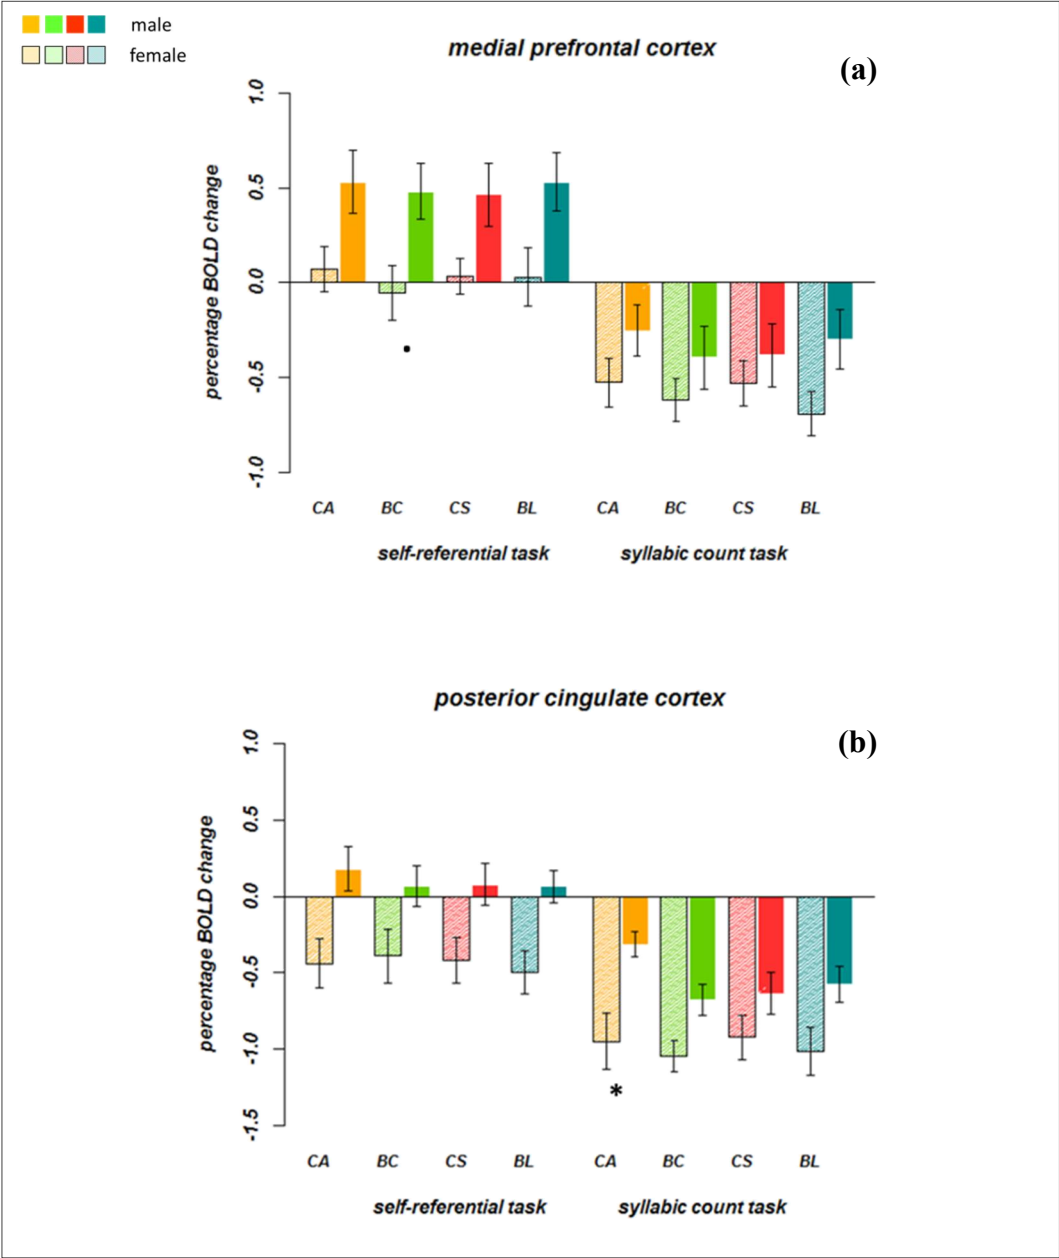 male
female
medial prefrontal cortex
(a)
percentage BOLD change
1.0
0.5
0.0
-0.5
-1.0
CA BC CS BL CA BC CS BL
self-referential task syllabic count task
posterior cingulate cortex
(b)
percentage BOLD change
1.0
0.5
0.0
-0.5
-1.0
-1.5
*
CA BC CS BL CA BC CS BL
self-referential task syllabic count task